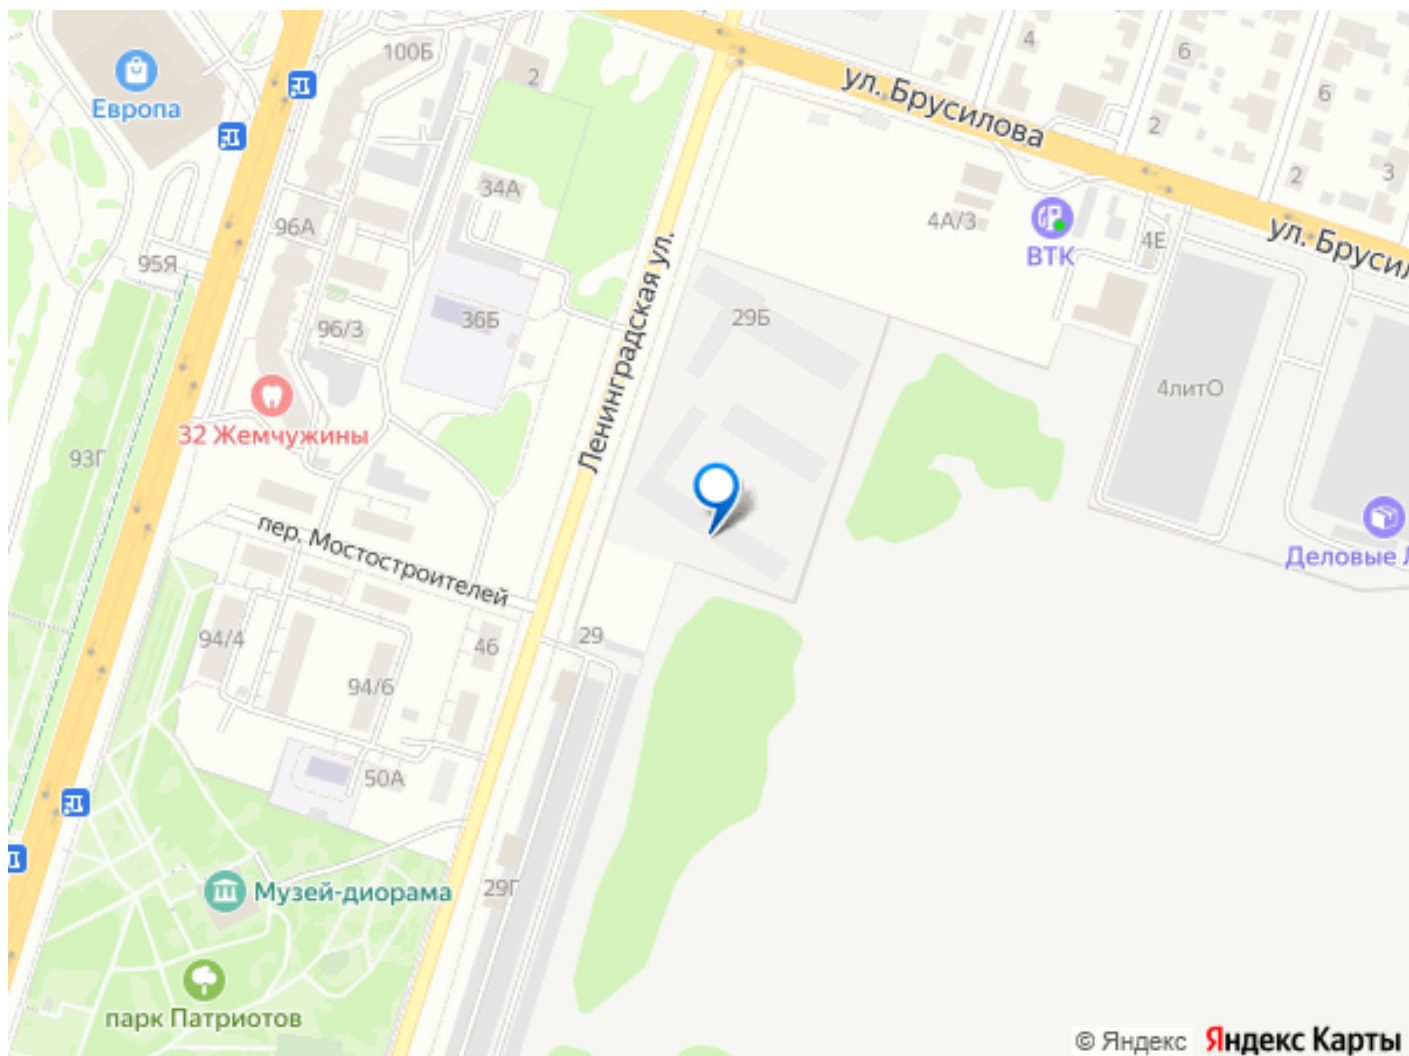 100Б
2
Европа
ул. Брусилова
4
6
6
2
2
3
34А
96А
95Я
4А/3
ВТК
4Е
ул. Брусил
Ленинградская ул.
36Б
96/3
29Б
4литО
32 Жемчужины
93Г
пер. Мостостроителей
Деловые Л
94/4
46
29
94/6
50А
29Г
Музей-диорама
парк Патриотов
© Яндекс Яндекс Карты